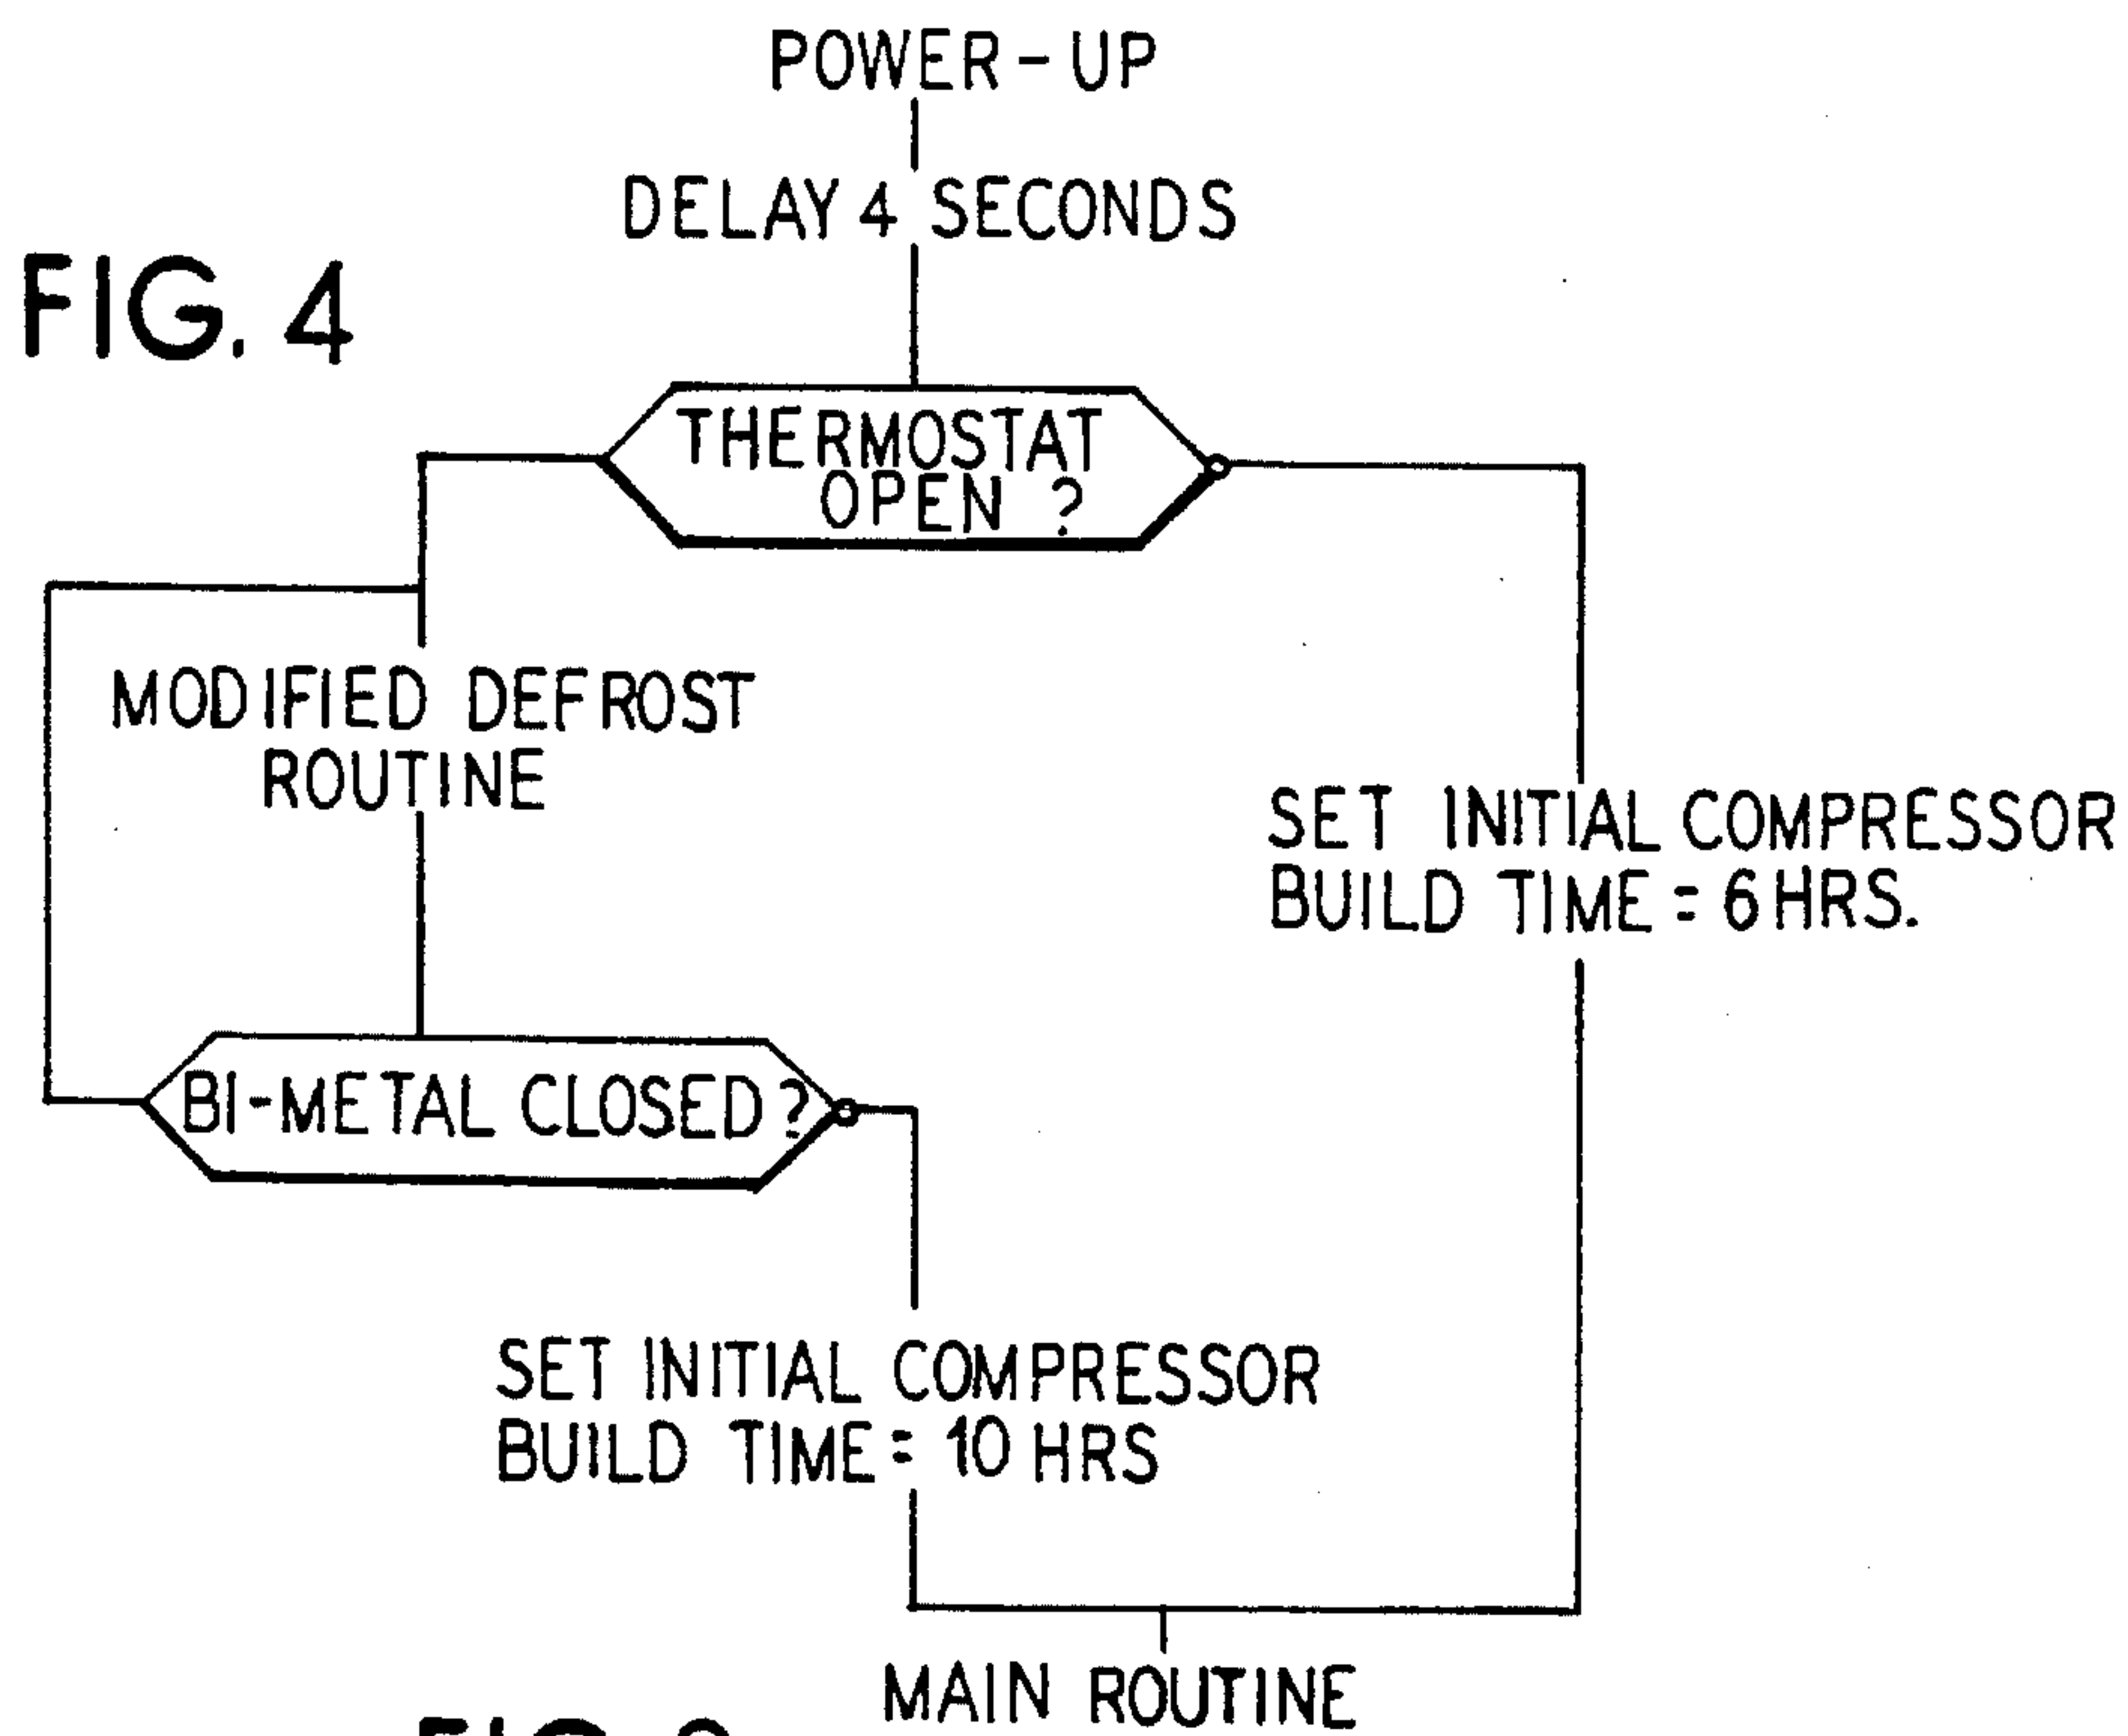 POWER-UP
DELAY 4 SECONDS
FIG. 4
THERMOSTAT
OPEN ?
MODIFIED DEFROST
ROUTINE
SET INITIAL COMPRESSOR
BUILD TIME = 6 HRS.
BI-METAL CLOSED ?
SET INITIAL COMPRESSOR
BUILD TIME = 10 HRS
MAIN ROUTINE